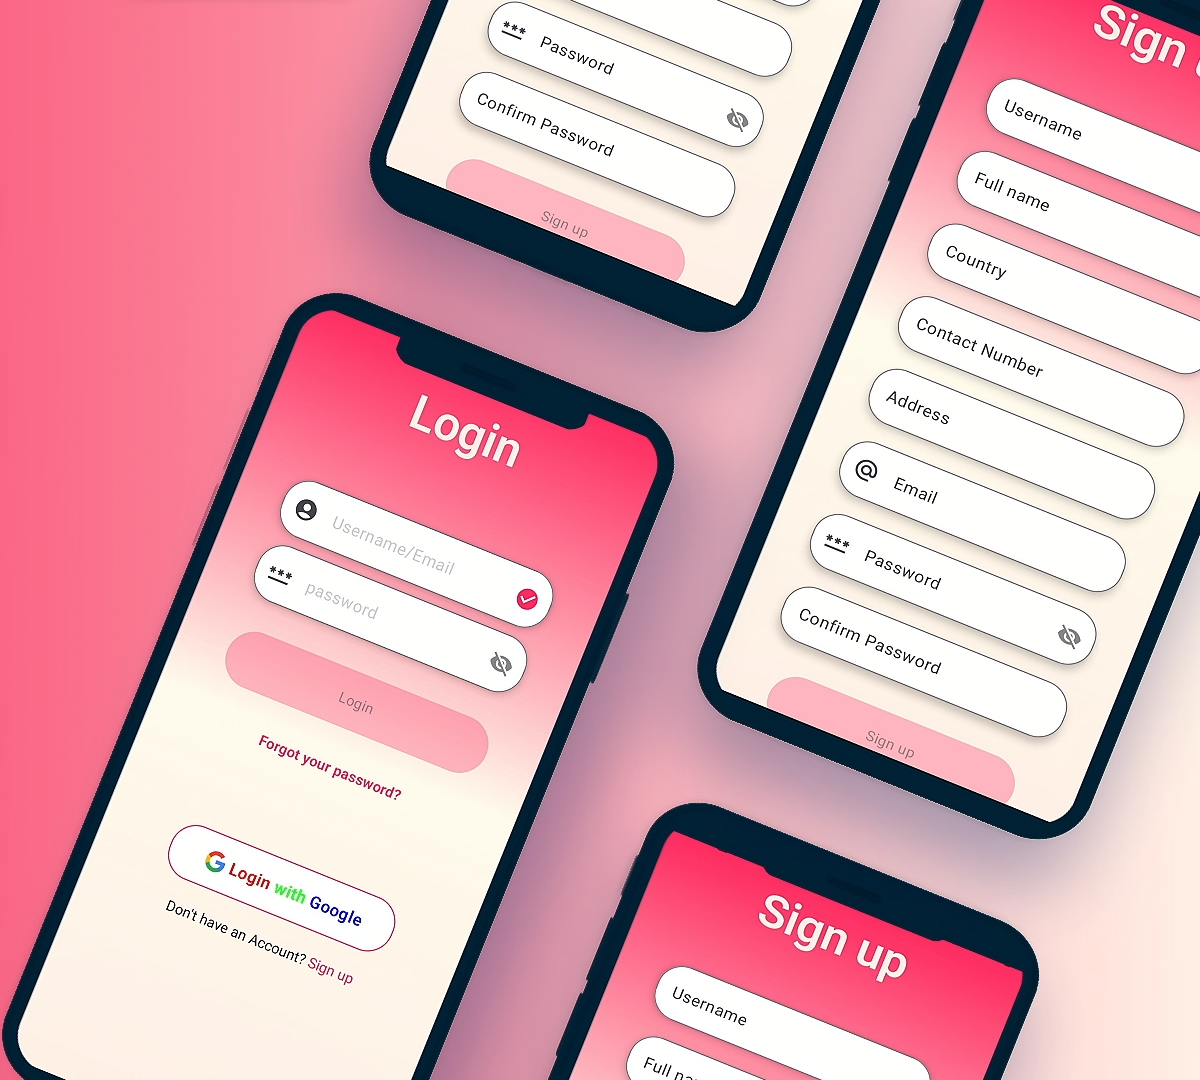 Password
Confirm Password
Sign up
Login
Username/Email
password
Login
Forgot your password?
Login with Google
Don't have an Account? Sign up
Sign
Username
Full name
Country
Contact Number
Address
@ Email
Password
Confirm Password
Sign up
Sign up
Username
Full